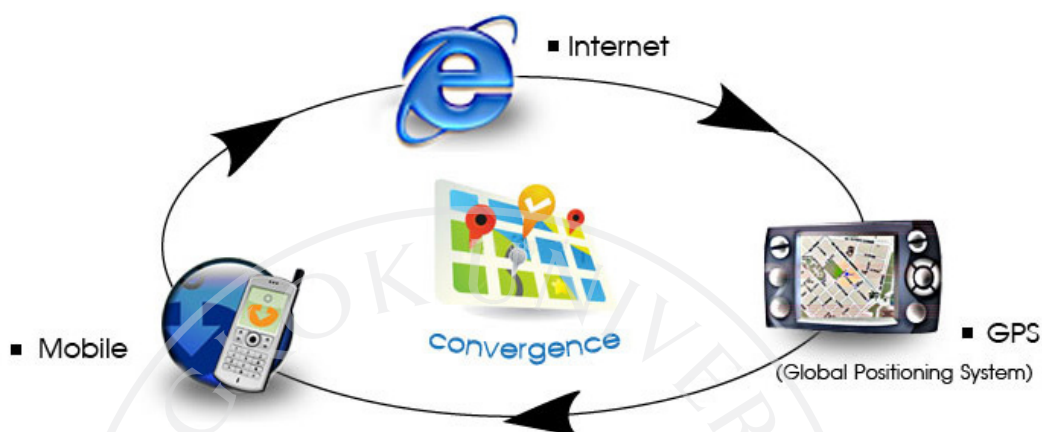 ▪ Internet
convergence
▪ Mobile
▪ GPS
(Global Positioning System)